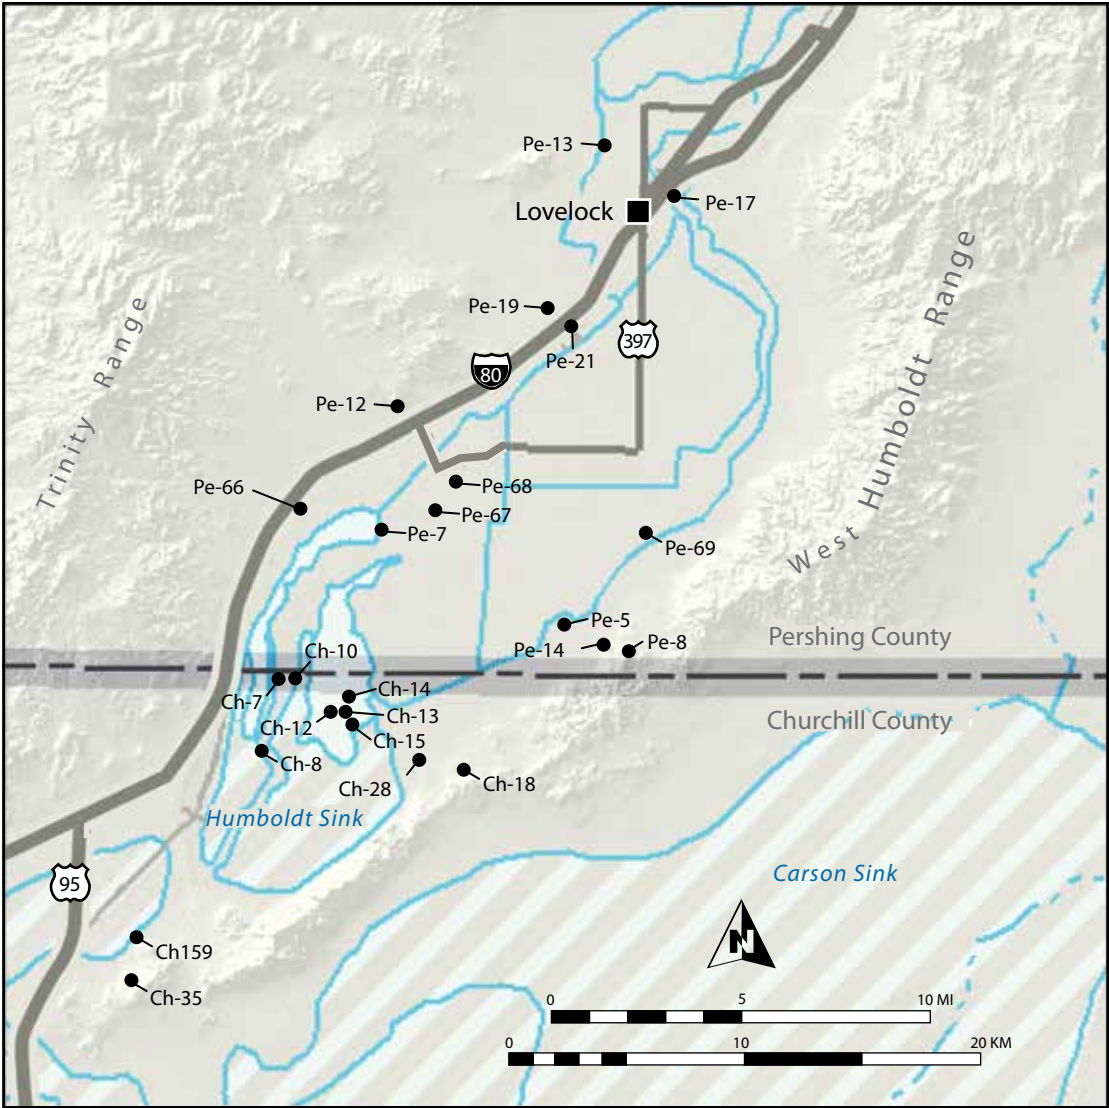 Pe-13
Lovelock
Pe-17
Pe-19
397
Pe-21
80
Pe-12
Trinity Range
West Humboldt Range
Pe-66
Pe-68
Pe-67
Pe-7
Pe-69
Pe-5
Pe-14
Pe-8
Pershing County
Ch-10
Ch-7
Ch-14
Ch-13
Ch-12
Churchill County
Ch-15
Ch-8
Ch-28
Ch-18
Humboldt Sink
Carson Sink
95
N
Ch159
Ch-35
0 5 10 MI
0 10 20 KM